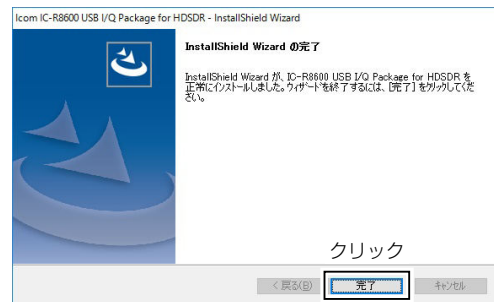 Icom IC-R8600 USB I/Q Package for HDSDR - InstallShield Wizard
InstallShield Wizard の完了
InstallShield Wizard が、IC-R8600 USB I/Q Package for HDSDR を
正常にインストールしました。ウィザードを終了するには、[完了] をクリックしてくだ
さい。
クリック
< 戻る(B)
完了
キャンセル